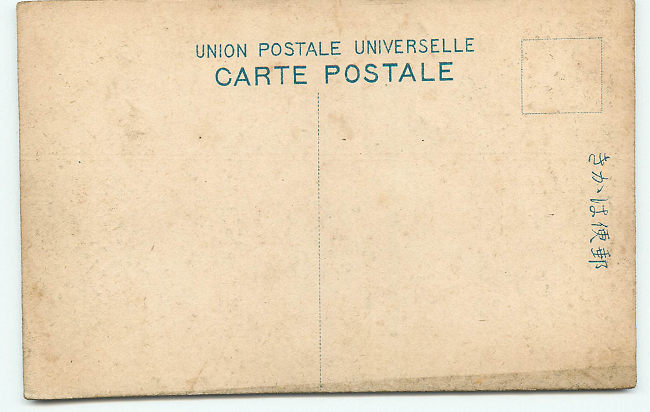 UNION POSTALE UNIVERSELLE
CARTE POSTALE
郵便はかき